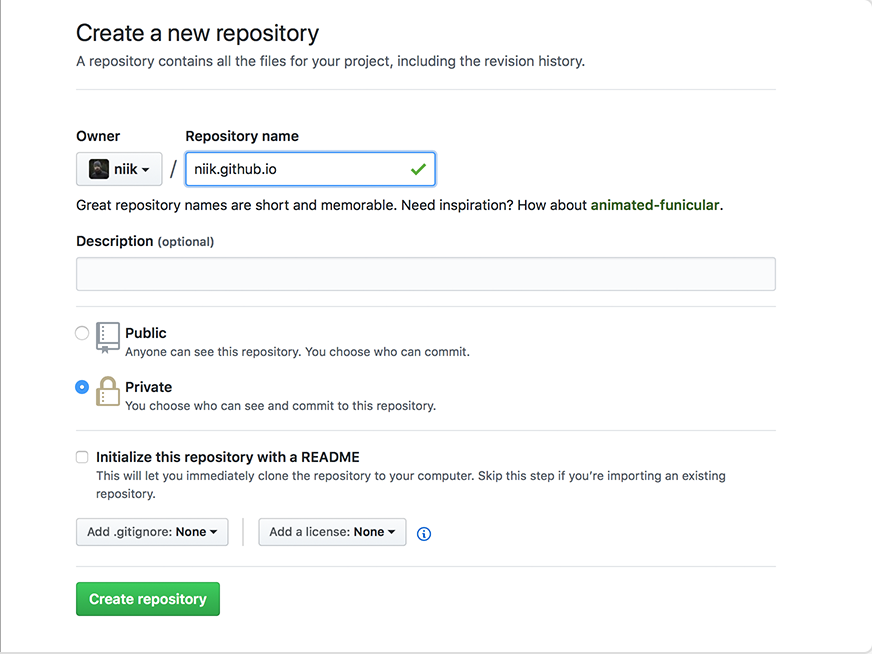 Create a new repository
A repository contains all the files for your project, including the revision history.
Owner
Repository name
niik
/
niik.github.io
Great repository names are short and memorable. Need inspiration? How about animated-funicular.
Description (optional)
Public
Anyone can see this repository. You choose who can commit.
Private
You choose who can see and commit to this repository.
Initialize this repository with a README
This will let you immediately clone the repository to your computer. Skip this step if you’re importing an existing
repository.
Add .gitignore: None
Add a license: None
Create repository